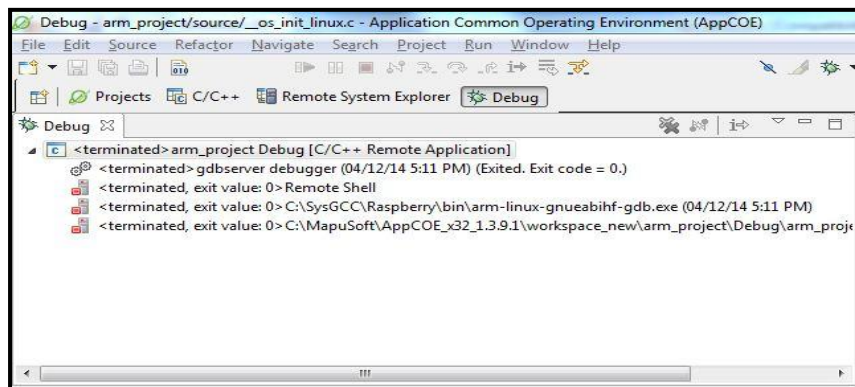 Debug - arm_project/source/__os_init_linux.c - Application Common Operating Environment (AppCOE)
File Edit Source Refactor Navigate Search Project Run Window Help
010
Projects C/C++ Remote System Explorer Debug
Debug
c <terminated>arm_project Debug [C/C++ Remote Application]
<terminated>gdbserver debugger (04/12/14 5:11 PM) (Exited. Exit code = 0.)
<terminated, exit value: 0>Remote Shell
<terminated, exit value: 0>C:\SysGCC\Raspberry\bin\arm-linux-gnueabihf-gdb.exe (04/12/14 5:11 PM)
<terminated, exit value: 0>C:\MapuSoft\AppCOE_x32_1.3.9.1\workspace_new\arm_project\Debug\arm_proje